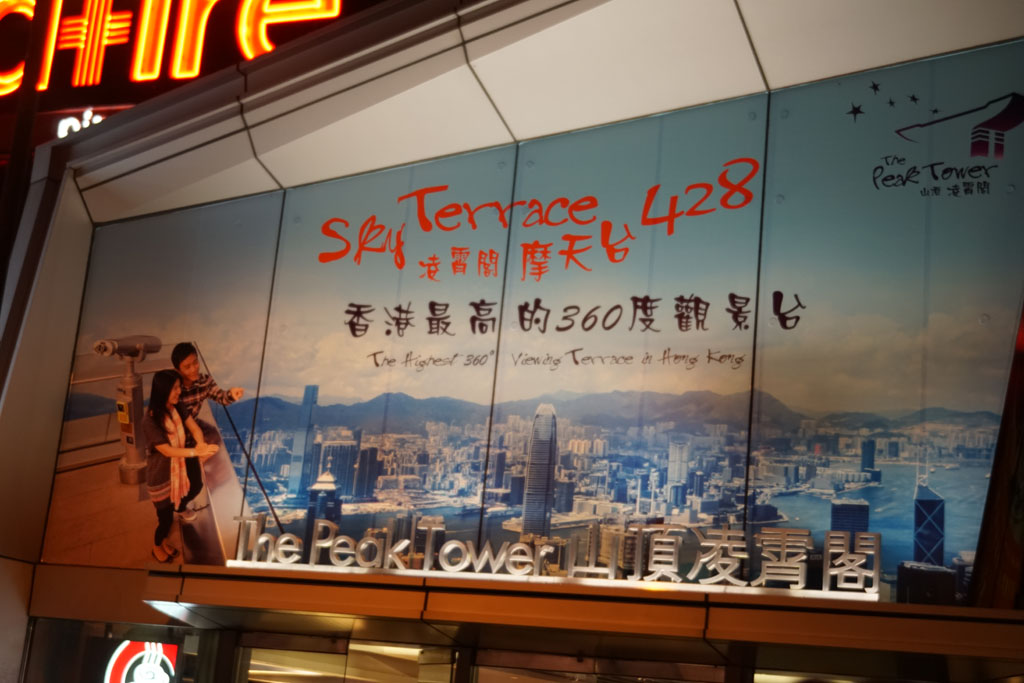 The
Peak Tower
山頂 凌霄閣
Sky Terrace 428
凌霄閣 摩天台
香港最高的360度觀景台
The Highest 360° Viewing Terrace in Hong Kong
The Peak Tower 山頂凌霄閣